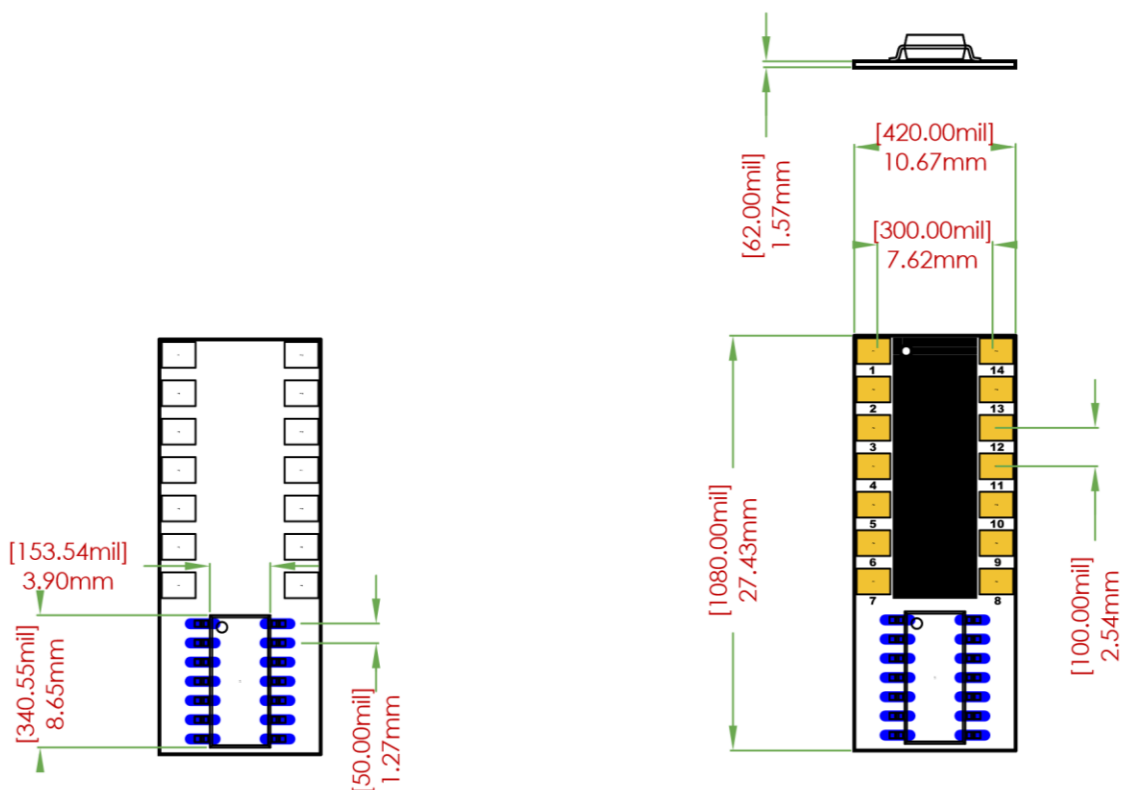 [62.00mil]
1.57mm
[420.00mil]
10.67mm
[300.00mil]
7.62mm
1
14
2
13
3
12
4
11
5
10
6
9
7
8
[1080.00mil]
27.43mm
[100.00mil]
2.54mm
[153.54mil]
3.90mm
[340.55mil]
8.65mm
[50.00mil]
1.27mm